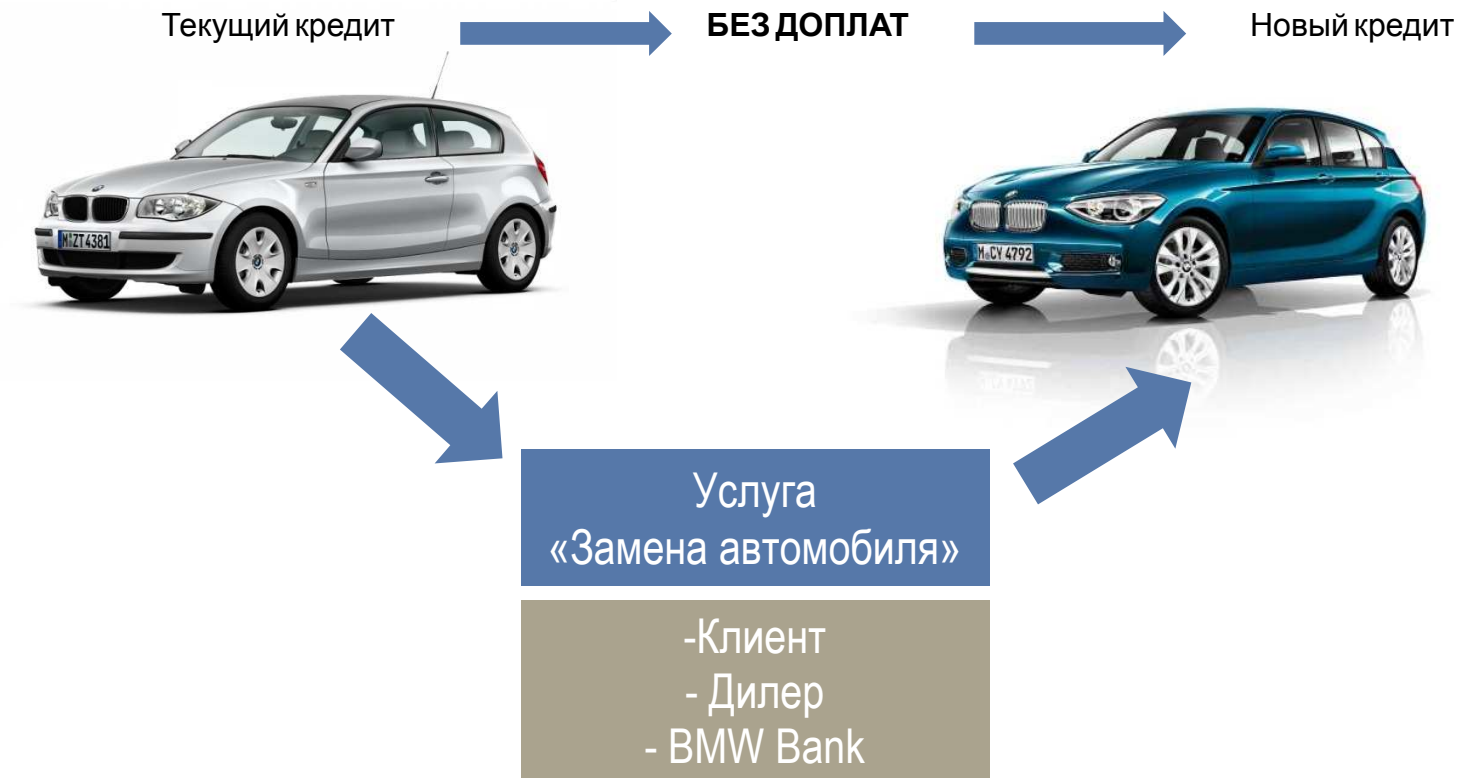 Текущий кредит
БЕЗ ДОПЛАТ
Новый кредит
M ZT 4381
M CY 4792
Услуга
«Замена автомобиля»
-Клиент
- Дилер
- BMW Bank